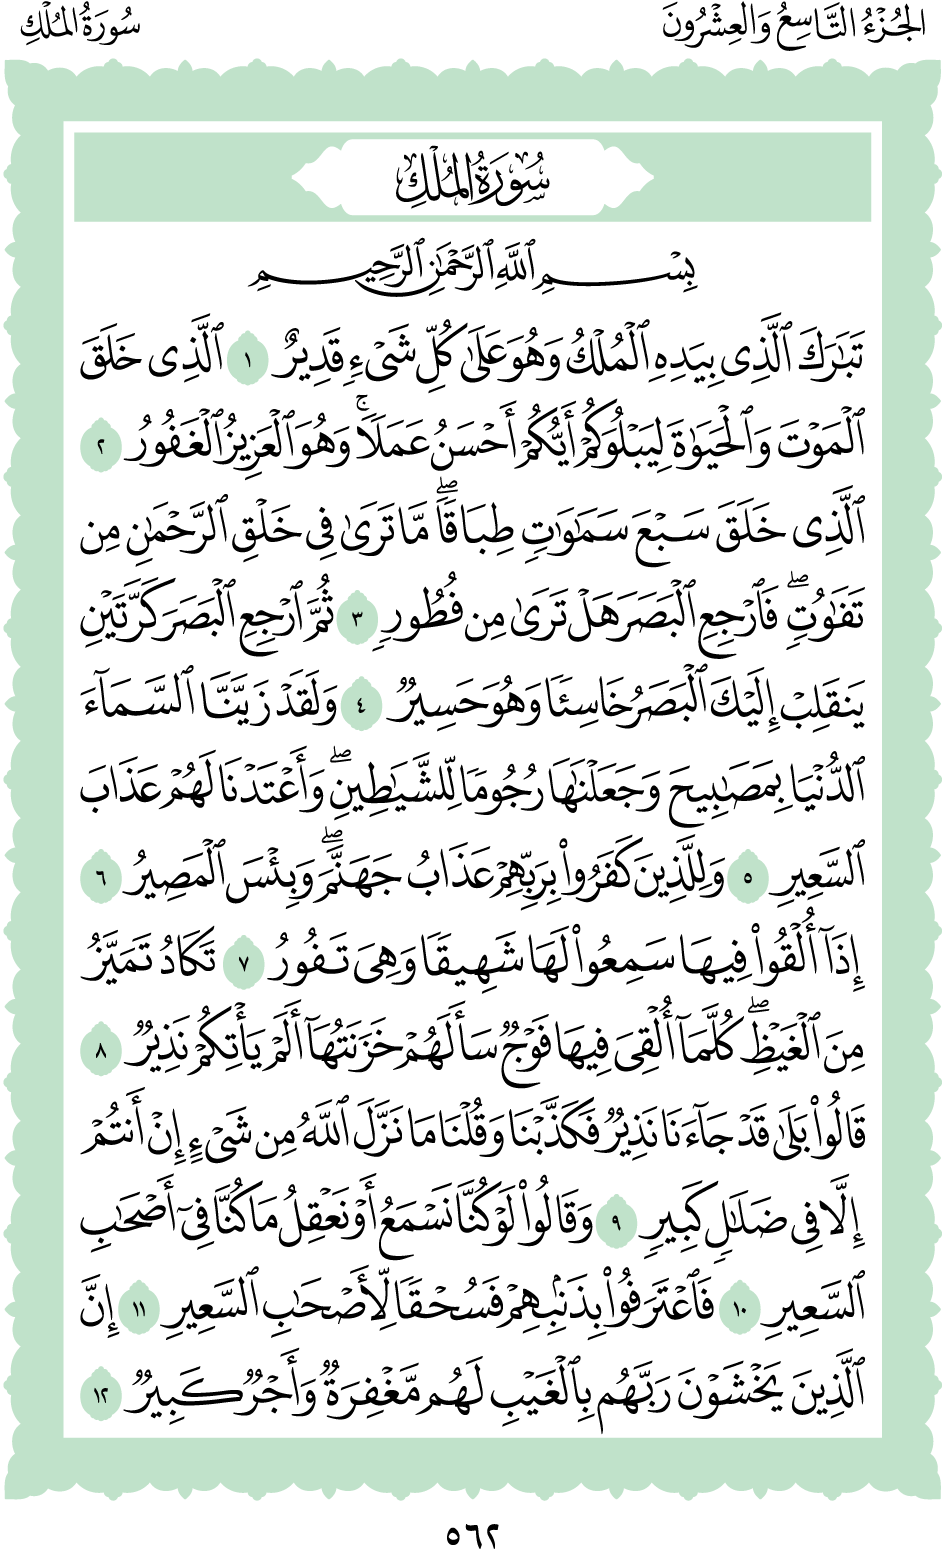 الجُزْءُ التَّاسِعُ وَالعِشْرُونَ
سُورَةُ المُلْكِ
سُورَةُ المُلْكِ
بِسْمِ ٱللَّهِ ٱلرَّحْمَٰنِ ٱلرَّحِيمِ
تَبَٰرَكَ ٱلَّذِى بِيَدِهِ ٱلْمُلْكُ وَهُوَ عَلَىٰ كُلِّ شَىْءٍ قَدِيرٌ ١ ٱلَّذِى خَلَقَ
ٱلْمَوْتَ وَٱلْحَيَوٰةَ لِيَبْلُوَكُمْ أَيُّكُمْ أَحْسَنُ عَمَلًا ۚ وَهُوَ ٱلْعَزِيزُ ٱلْغَفُورُ ٢
ٱلَّذِى خَلَقَ سَبْعَ سَمَٰوَٰتٍ طِبَاقًا ۖ مَّا تَرَىٰ فِى خَلْقِ ٱلرَّحْمَٰنِ مِن
تَفَٰوُتٍ ۖ فَٱرْجِعِ ٱلْبَصَرَ هَلْ تَرَىٰ مِن فُطُورٍ ٣ ثُمَّ ٱرْجِعِ ٱلْبَصَرَ كَرَّتَيْنِ
يَنقَلِبْ إِلَيْكَ ٱلْبَصَرُ خَاسِئًا وَهُوَ حَسِيرٌ ٤ وَلَقَدْ زَيَّنَّا ٱلسَّمَآءَ
ٱلدُّنْيَا بِمَصَٰبِيحَ وَجَعَلْنَٰهَا رُجُومًا لِّلشَّيَٰطِينِ ۖ وَأَعْتَدْنَا لَهُمْ عَذَابَ
ٱلسَّعِيرِ ٥ وَلِلَّذِينَ كَفَرُوا۟ بِرَبِّهِمْ عَذَابُ جَهَنَّمَ ۖ وَبِئْسَ ٱلْمَصِيرُ ٦
إِذَآ أُلْقُوا۟ فِيهَا سَمِعُوا۟ لَهَا شَهِيقًا وَهِىَ تَفُورُ ٧ تَكَادُ تَمَيَّزُ
مِنَ ٱلْغَيْظِ ۖ كُلَّمَآ أُلْقِىَ فِيهَا فَوْجٌ سَأَلَهُمْ خَزَنَتُهَآ أَلَمْ يَأْتِكُمْ نَذِيرٌ ٨
قَالُوا۟ بَلَىٰ قَدْ جَآءَنَا نَذِيرٌ فَكَذَّبْنَا وَقُلْنَا مَا نَزَّلَ ٱللَّهُ مِن شَىْءٍ إِنْ أَنتُمْ
إِلَّا فِى ضَلَٰلٍ كَبِيرٍ ٩ وَقَالُوا۟ لَوْ كُنَّا نَسْمَعُ أَوْ نَعْقِلُ مَا كُنَّا فِىٓ أَصْحَٰبِ
ٱلسَّعِيرِ ١٠ فَٱعْتَرَفُوا۟ بِذَنۢبِهِمْ فَسُحْقًا لِّأَصْحَٰبِ ٱلسَّعِيرِ ١١ إِنَّ
ٱلَّذِينَ يَخْشَوْنَ رَبَّهُم بِٱلْغَيْبِ لَهُم مَّغْفِرَةٌ وَأَجْرٌ كَبِيرٌ ١٢
٥٦٢